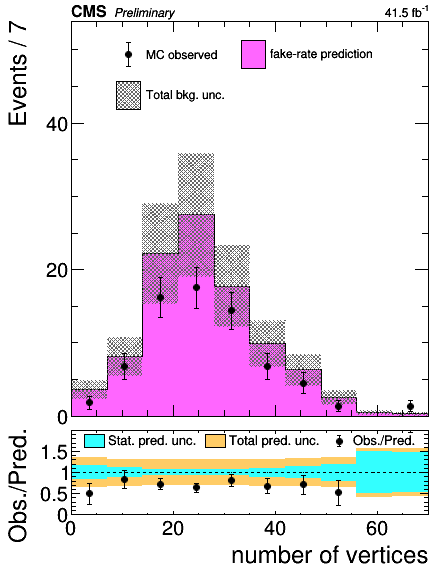 CMS Preliminary 41.5 fb⁻¹
Events / 7
MC observed
fake-rate prediction
Total bkg. unc.
40
20
0
Obs./Pred.
Stat. pred. unc.
Total pred. unc.
Obs./Pred.
1.5
1
0.5
0
0 20 40 60
number of vertices